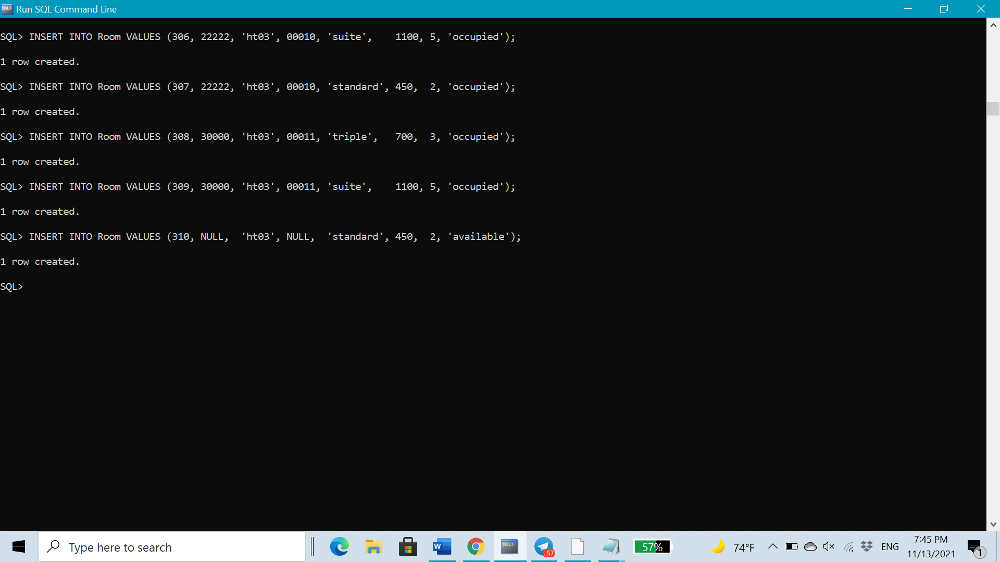 Run SQL Command Line
SQL> INSERT INTO Room VALUES (306, 22222, 'ht03', 00010, 'suite',    1100, 5, 'occupied');
1 row created.
SQL> INSERT INTO Room VALUES (307, 22222, 'ht03', 00010, 'standard', 450,  2, 'occupied');
1 row created.
SQL> INSERT INTO Room VALUES (308, 30000, 'ht03', 00011, 'triple',   700,  3, 'occupied');
1 row created.
SQL> INSERT INTO Room VALUES (309, 30000, 'ht03', 00011, 'suite',    1100, 5, 'occupied');
1 row created.
SQL> INSERT INTO Room VALUES (310, NULL,  'ht03', NULL,  'standard', 450,  2, 'available');
1 row created.
SQL>
Type here to search
W
SQL>
..57
57%
74°F
ENG
7:45 PM
11/13/2021
1